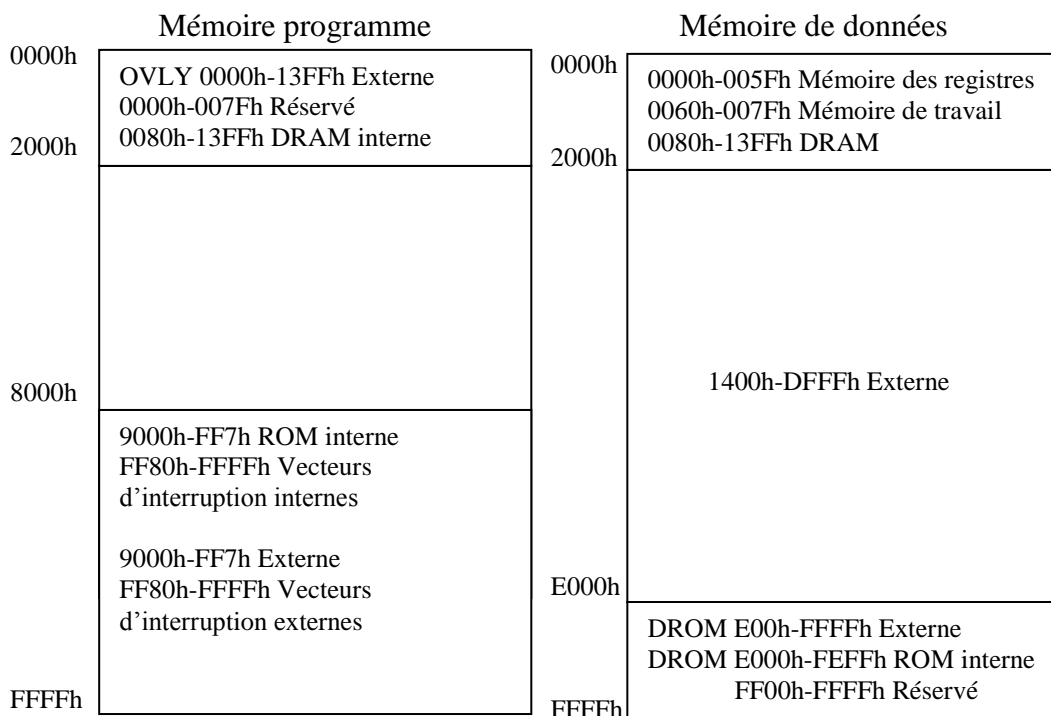 Mémoire programme
0000h
OVLY 0000h-13FFh Externe
0000h-007Fh Réservé
0080h-13FFh DRAM interne
2000h
8000h
9000h-FF7h ROM interne
FF80h-FFFFh Vecteurs
d’interruption internes
9000h-FF7h Externe
FF80h-FFFFh Vecteurs
d’interruption externes
FFFFh
Mémoire de données
0000h
0000h-005Fh Mémoire des registres
0060h-007Fh Mémoire de travail
0080h-13FFh DRAM
2000h
1400h-DFFFh Externe
E000h
DROM E00h-FFFFh Externe
DROM E000h-FEFFh ROM interne
FF00h-FFFFh Réservé
FFFFh